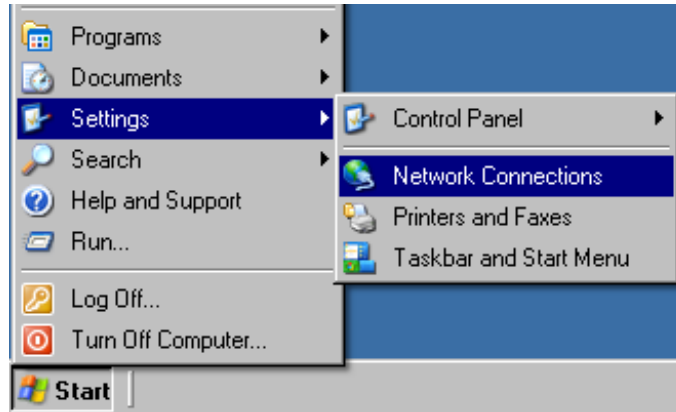 Programs
Documents
Settings
Search
Help and Support
Run...
Log Off...
Turn Off Computer...
Start
Control Panel
Network Connections
Printers and Faxes
Taskbar and Start Menu